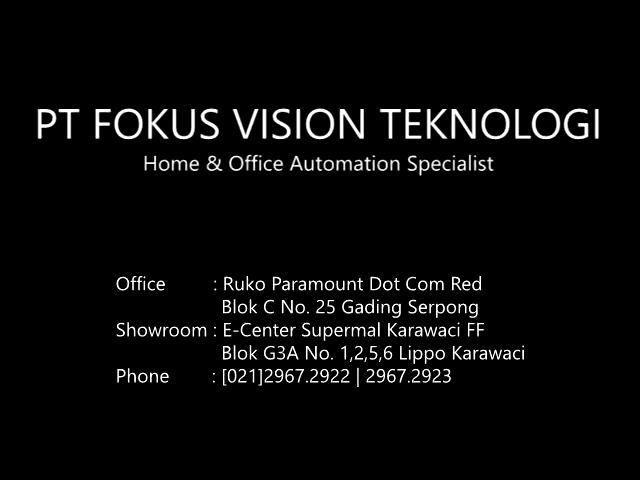 PT FOKUS VISION TEKNOLOGI
Home & Office Automation Specialist
Office : Ruko Paramount Dot Com Red
Blok C No. 25 Gading Serpong
Showroom : E-Center Supermal Karawaci FF
Blok G3A No. 1,2,5,6 Lippo Karawaci
Phone : [021]2967.2922 | 2967.2923